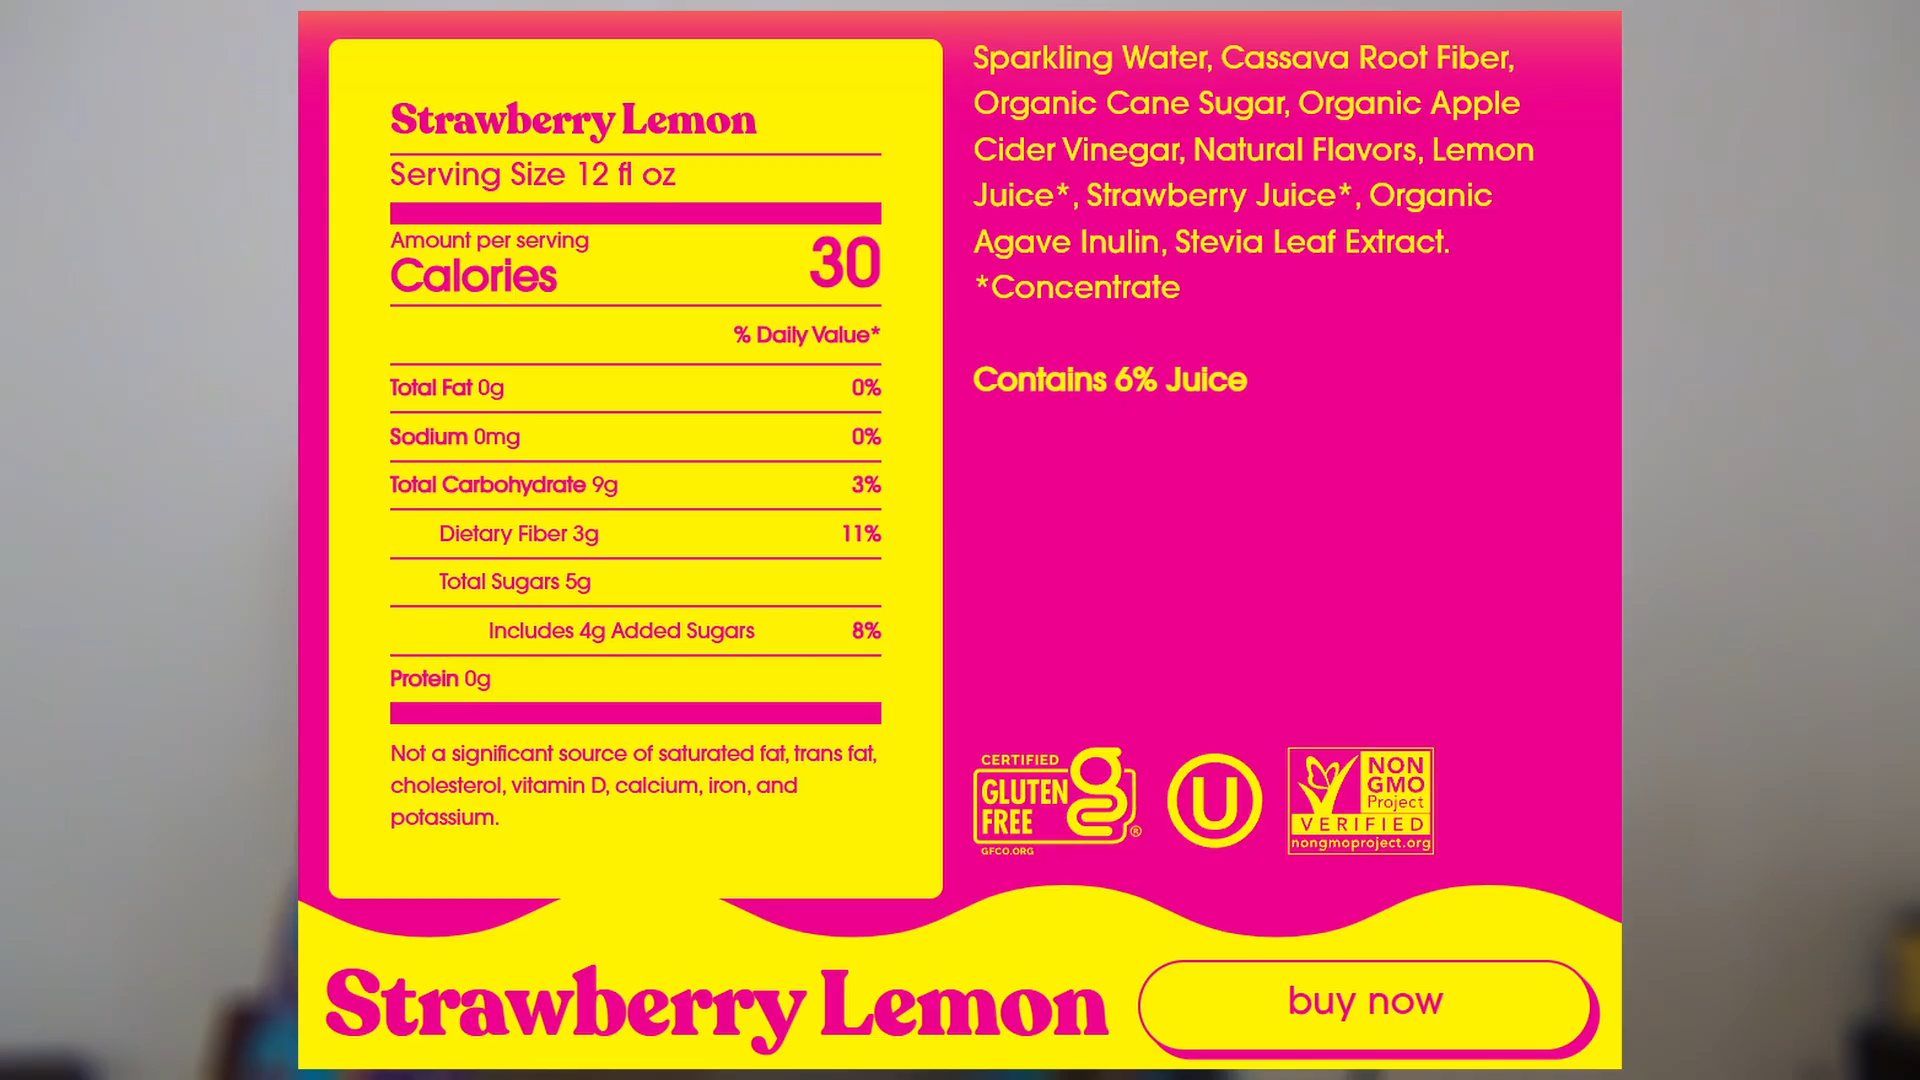 Strawberry Lemon
Serving Size 12 fl oz
Amount per serving
Calories 30
% Daily Value*
Total Fat 0g 0%
Sodium 0mg 0%
Total Carbohydrate 9g 3%
Dietary Fiber 3g 11%
Total Sugars 5g
Includes 4g Added Sugars 8%
Protein 0g
Not a significant source of saturated fat, trans fat,
cholesterol, vitamin D, calcium, iron, and
potassium.
Sparkling Water, Cassava Root Fiber,
Organic Cane Sugar, Organic Apple
Cider Vinegar, Natural Flavors, Lemon
Juice*, Strawberry Juice*, Organic
Agave Inulin, Stevia Leaf Extract.
*Concentrate
Contains 6% Juice
CERTIFIED
GLUTEN
FREE
g
®
GFCO.ORG
U
NON
GMO
Project
VERIFIED
nongmoproject.org
Strawberry Lemon
buy now